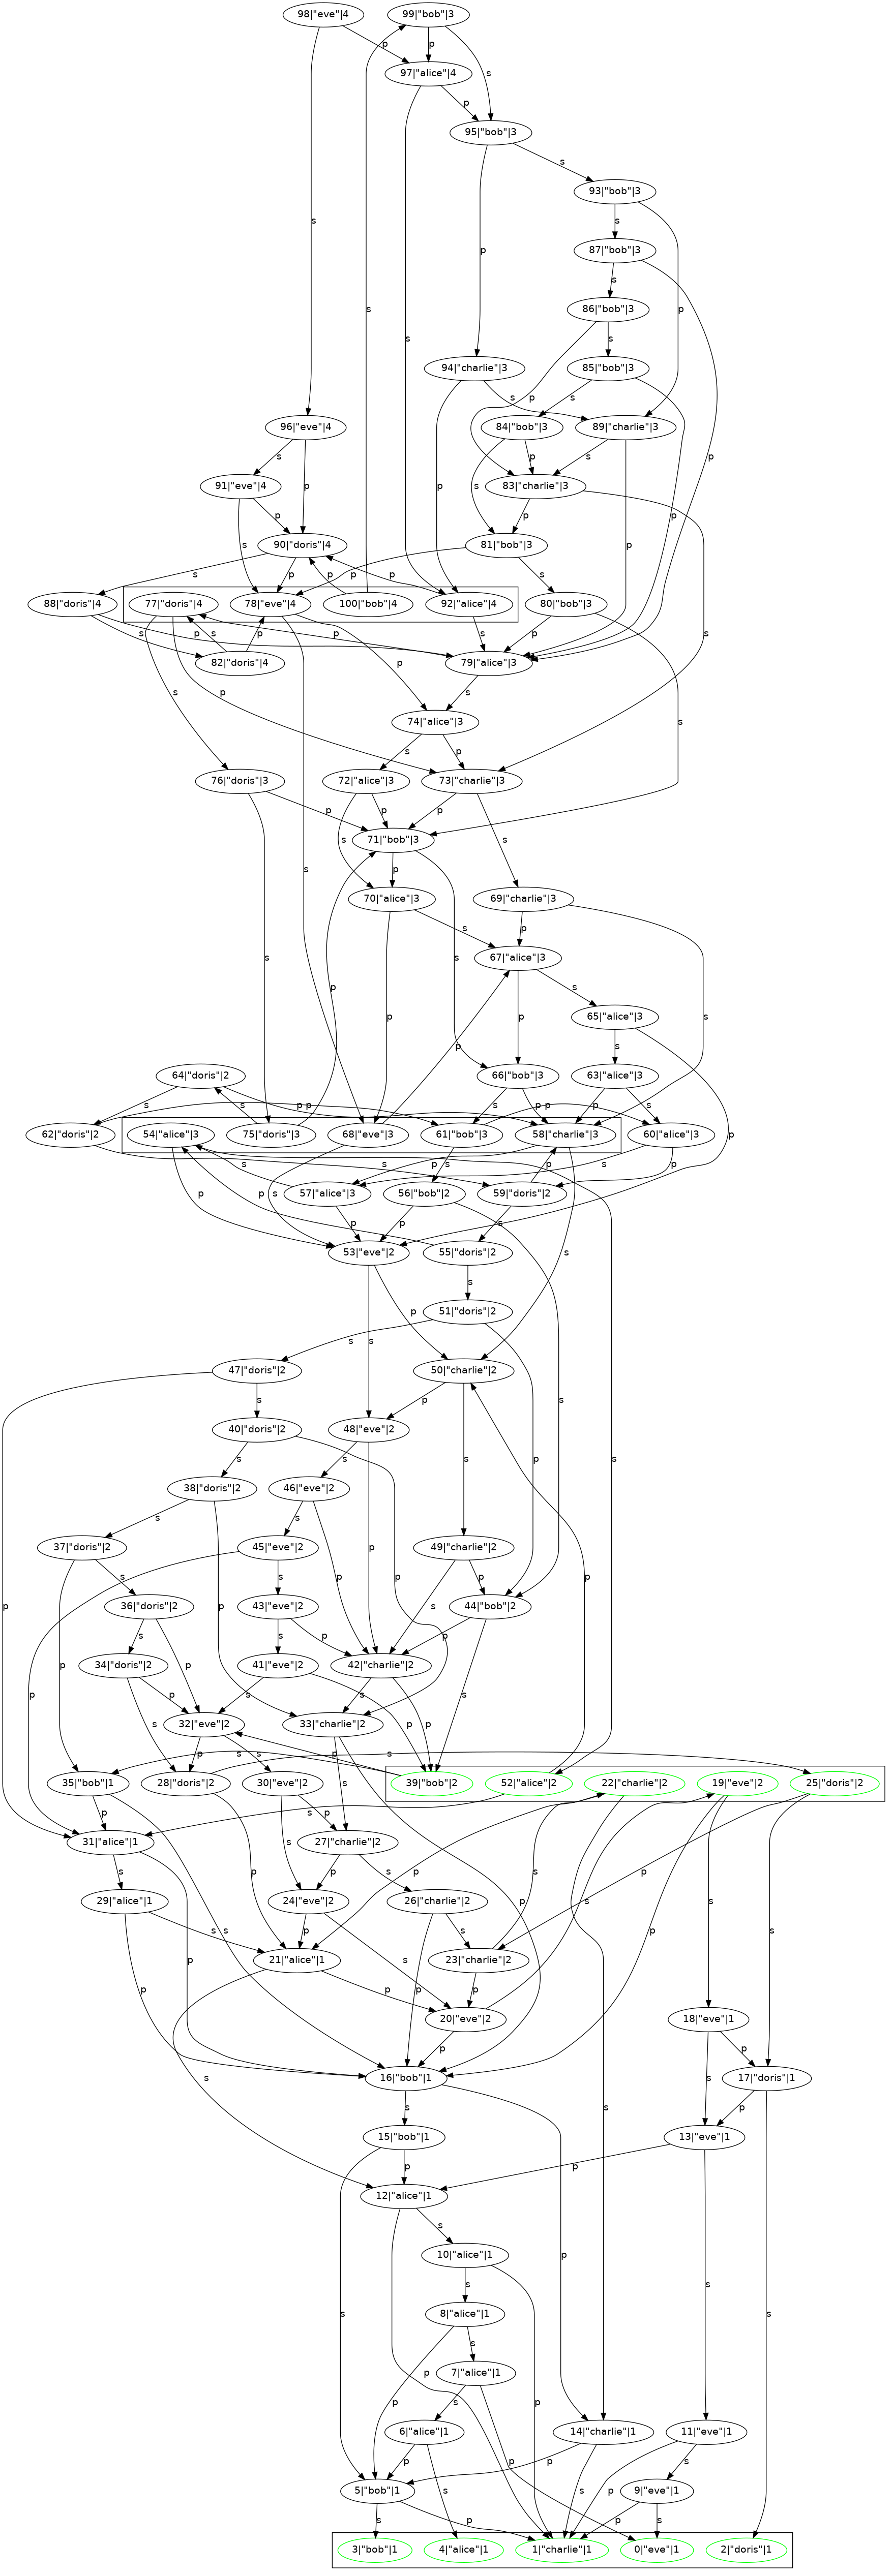 98|"eve"|4 99|"bob"|3
p p
97|"alice"|4 s
p
95|"bob"|3
s
93|"bob"|3
s p s
87|"bob"|3
s
86|"bob"|3
s s p
s
94|"charlie"|3 85|"bob"|3
p s s p
96|"eve"|4 84|"bob"|3 89|"charlie"|3
s p s
91|"eve"|4 p s p 83|"charlie"|3
p s p p
90|"doris"|4 81|"bob"|3
s s p p p p s
88|"doris"|4 77|"doris"|4 78|"eve"|4 100|"bob"|4 92|"alice"|4 80|"bob"|3
s p s p p s p
82|"doris"|4 79|"alice"|3
s p p s s
74|"alice"|3
s p
76|"doris"|3 72|"alice"|3 73|"charlie"|3
p p p s
71|"bob"|3
s s p
70|"alice"|3 69|"charlie"|3
s p
67|"alice"|3
s p s p s s
65|"alice"|3
p s
64|"doris"|2 66|"bob"|3 63|"alice"|3
s s p p s p p p s
62|"doris"|2 54|"alice"|3 75|"doris"|3 68|"eve"|3 61|"bob"|3 58|"charlie"|3 60|"alice"|3
s p s s p s p p
57|"alice"|3 56|"bob"|2 59|"doris"|2
p s p p p s s
53|"eve"|2 55|"doris"|2
s
51|"doris"|2
s s p
47|"doris"|2 50|"charlie"|2
s p s
40|"doris"|2 48|"eve"|2
s s s p
38|"doris"|2 46|"eve"|2
s s p p
37|"doris"|2 45|"eve"|2 49|"charlie"|2
s s p s p p
36|"doris"|2 43|"eve"|2 44|"bob"|2
p s p p s p p
34|"doris"|2 41|"eve"|2 42|"charlie"|2
p p p s s s p
32|"eve"|2 33|"charlie"|2
s p s p s s
35|"bob"|1 28|"doris"|2 30|"eve"|2 39|"bob"|2 52|"alice"|2 22|"charlie"|2 19|"eve"|2 25|"doris"|2
p s p s
31|"alice"|1 27|"charlie"|2
s p s p s p p
29|"alice"|1 24|"eve"|2 26|"charlie"|2
s s p p s s s p s s
21|"alice"|1 23|"charlie"|2
p p s p p
20|"eve"|2 18|"eve"|1
p p
16|"bob"|1 17|"doris"|1
s s s s p
15|"bob"|1 13|"eve"|1
p p
12|"alice"|1
s
10|"alice"|1
p s s s
8|"alice"|1
s s s
7|"alice"|1
p p s p
6|"alice"|1 14|"charlie"|1 11|"eve"|1
p p p s p s
5|"bob"|1 9|"eve"|1
s s p p s
3|"bob"|1 4|"alice"|1 1|"charlie"|1 0|"eve"|1 2|"doris"|1